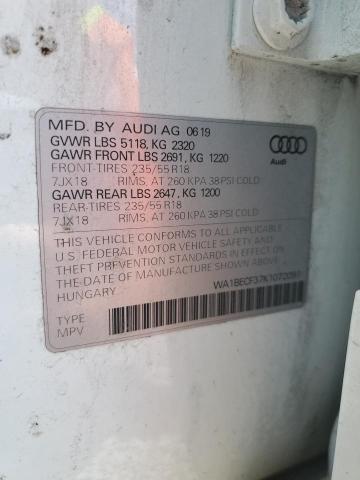 MFD. BY AUDI AG 06 19
GVWR LBS 5118, KG 2320
GAWR FRONT LBS 2691, KG 1220
FRONT-TIRES 235/55 R18
7JX18 RIMS, AT 260 KPA 38 PSI COLD
GAWR REAR LBS 2647, KG 1200
REAR-TIRES 235/55 R18
7JX18 RIMS, AT 260 KPA 38 PSI COLD
THIS VEHICLE CONFORMS TO ALL APPLICABLE
U.S. FEDERAL MOTOR VEHICLE SAFETY AND
THEFT PREVENTION STANDARDS IN EFFECT ON
THE DATE OF MANUFACTURE SHOWN ABOVE.
HUNGARY
Audi
TYPE
MPV